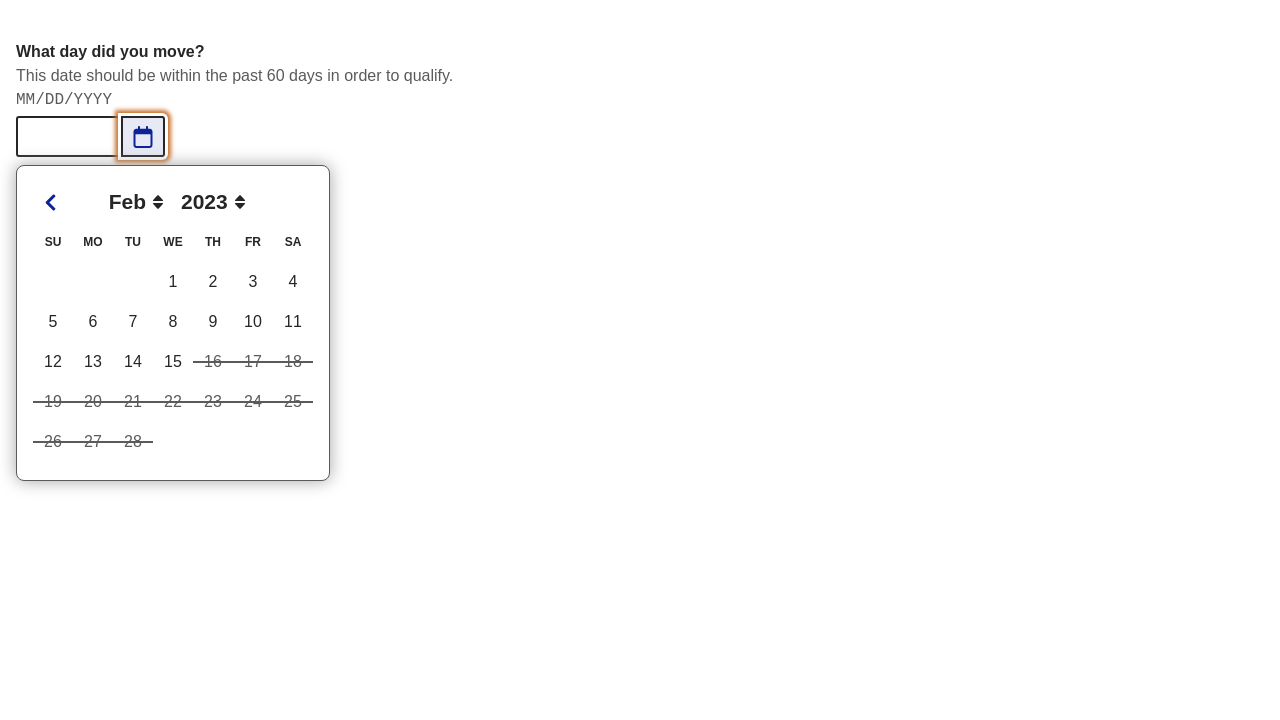 What day did you move?
This date should be within the past 60 days in order to qualify.
MM/DD/YYYY
Feb 2023
SU MO TU WE TH FR SA
1 2 3 4
5 6 7 8 9 10 11
12 13 14 15 16 17 18
19 20 21 22 23 24 25
26 27 28